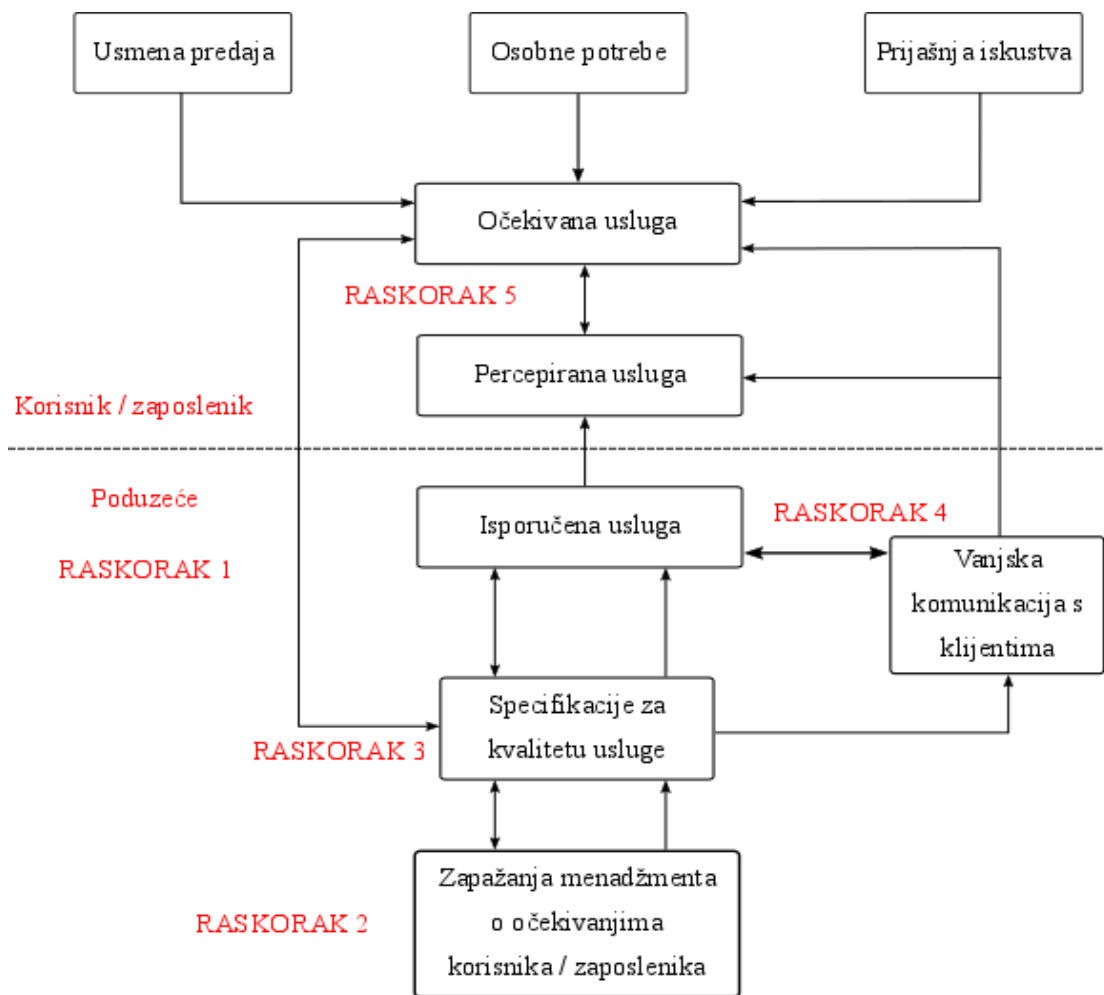 Usmena predaja
Osobne potrebe
Prijašnja iskustva
Očekivana usluga
RASKORAK 5
Percepirana usluga
Korisnik / zaposlenik
Poduzeće
Isporučena usluga
RASKORAK 4
RASKORAK 1
Vanjska
komunikacija s
klijentima
Specifikacije za
kvalitetu usluge
RASKORAK 3
Zapažanja menadžmenta
o očekivanjima
korisnika / zaposlenika
RASKORAK 2